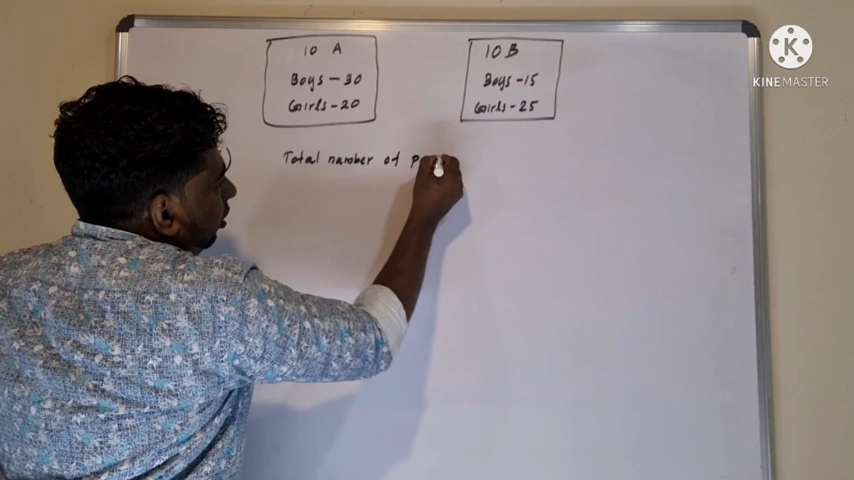 10 A
Boys - 30
Girls - 20
10 B
Boys - 15
Girls - 25
Total number of P
K
KINEMASTER